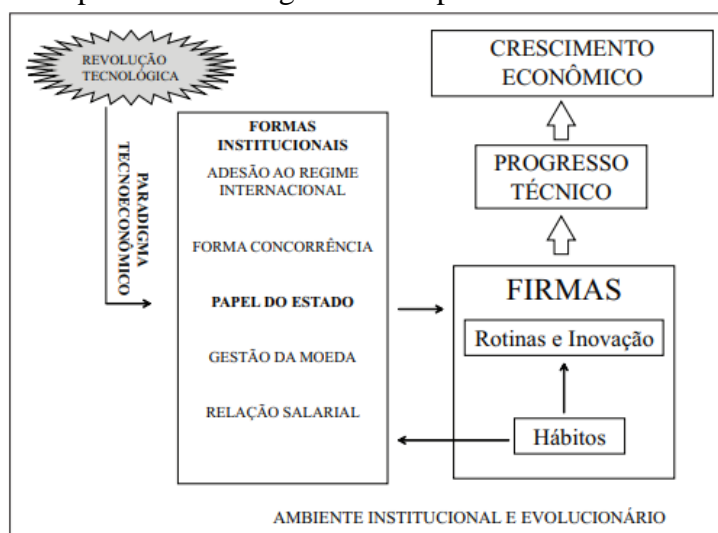 REVOLUÇÃO
TECNOLÓGICA
PARADIGMA
TECNOECONÔMICO
FORMAS
INSTITUCIONAIS
ADESÃO AO REGIME
INTERNACIONAL
FORMA CONCORRÊNCIA
PAPEL DO ESTADO
GESTÃO DA MOEDA
RELAÇÃO SALARIAL
CRESCIMENTO
ECONÔMICO
PROGRESSO
TÉCNICO
FIRMAS
Rotinas e Inovação
Hábitos
AMBIENTE INSTITUCIONAL E EVOLUCIONÁRIO